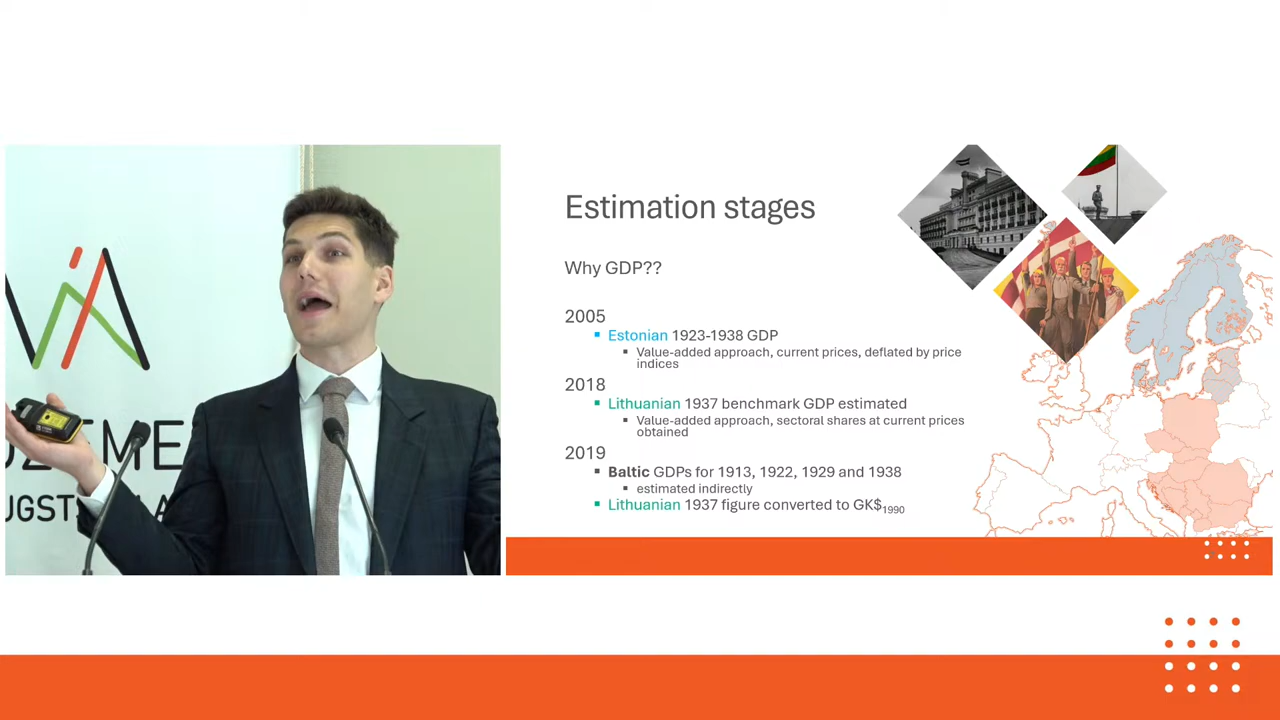 Estimation stages
Why GDP??
2005
Estonian 1923-1938 GDP
Value-added approach, current prices, deflated by price
indices
2018
Lithuanian 1937 benchmark GDP estimated
Value-added approach, sectoral shares at current prices
obtained
2019
Baltic GDPs for 1913, 1922, 1929 and 1938
estimated indirectly
Lithuanian 1937 figure converted to GK$1990